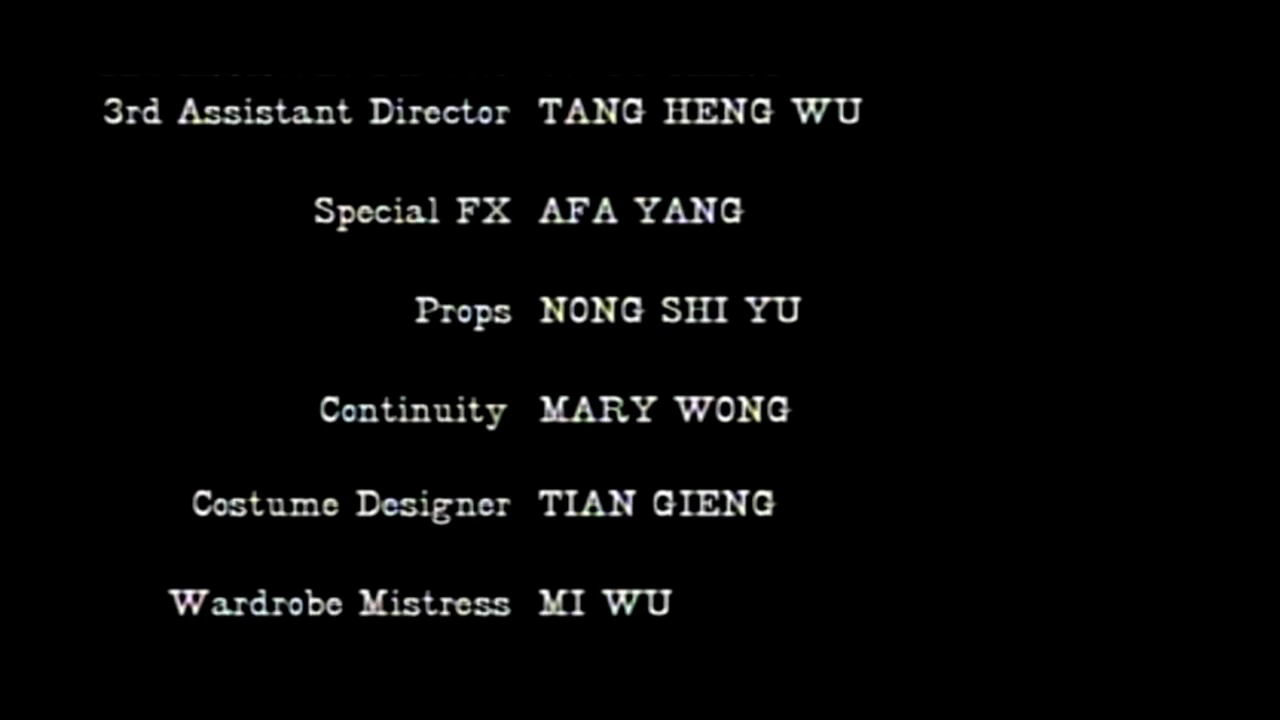 3rd Assistant Director TANG HENG WU
Special FX AFA YANG
Props NONG SHI YU
Continuity MARY WONG
Costume Designer TIAN GIENG
Wardrobe Mistress MI WU